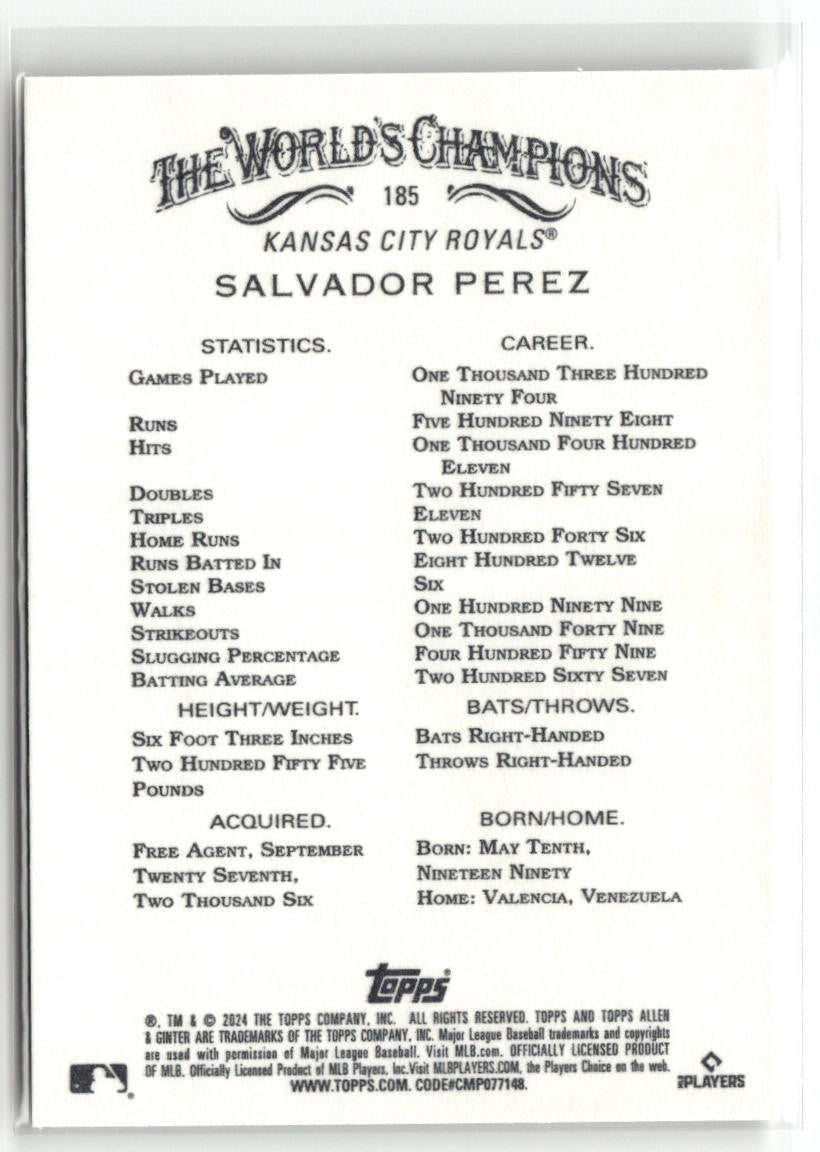 THE WORLD'S CHAMPIONS
185
KANSAS CITY ROYALS®
SALVADOR PEREZ
STATISTICS. CAREER.
GAMES PLAYED ONE THOUSAND THREE HUNDRED
NINETY FOUR
RUNS FIVE HUNDRED NINETY EIGHT
HITS ONE THOUSAND FOUR HUNDRED
ELEVEN
DOUBLES TWO HUNDRED FIFTY SEVEN
TRIPLES ELEVEN
HOME RUNS TWO HUNDRED FORTY SIX
RUNS BATTED IN EIGHT HUNDRED TWELVE
STOLEN BASES SIX
WALKS ONE HUNDRED NINETY NINE
STRIKEOUTS ONE THOUSAND FORTY NINE
SLUGGING PERCENTAGE FOUR HUNDRED FIFTY NINE
BATTING AVERAGE TWO HUNDRED SIXTY SEVEN
HEIGHT/WEIGHT. BATS/THROWS.
SIX FOOT THREE INCHES BATS RIGHT-HANDED
TWO HUNDRED FIFTY FIVE THROWS RIGHT-HANDED
POUNDS
ACQUIRED. BORN/HOME.
FREE AGENT, SEPTEMBER BORN: MAY TENTH,
TWENTY SEVENTH, NINETEEN NINETY
TWO THOUSAND SIX HOME: VALENCIA, VENEZUELA
topps®
®, TM & © 2024 THE TOPPS COMPANY, INC. ALL RIGHTS RESERVED. TOPPS AND TOPPS ALLEN
& GINTER ARE TRADEMARKS OF THE TOPPS COMPANY, INC. Major League Baseball trademarks and copyrights
are used with permission of Major League Baseball. Visit MLB.com. OFFICIALLY LICENSED PRODUCT
OF MLB. Officially Licensed Product of MLB Players, Inc.Visit MLBPLAYERS.COM, the Players Choice on the web.
WWW.TOPPS.COM. CODE#CMP077148.
PLAYERS